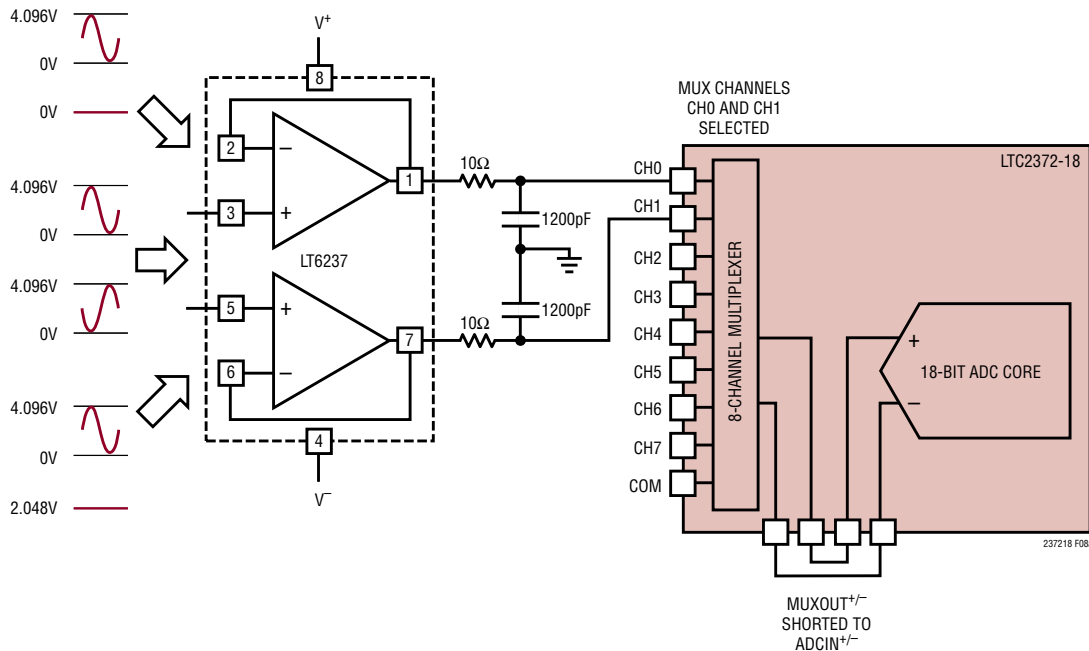 4.096V
0V
0V
4.096V
0V
4.096V
0V
4.096V
0V
2.048V
V+
8
2
−
3
+
1
LT6237
5
+
6
−
7
4
V−
10Ω
10Ω
1200pF
1200pF
MUX CHANNELS
CH0 AND CH1
SELECTED
LTC2372-18
CH0
CH1
CH2
CH3
CH4
CH5
CH6
CH7
COM
8-CHANNEL MULTIPLEXER
+
18-BIT ADC CORE
−
237218 F08
MUXOUT+/–
SHORTED TO
ADCIN+/–